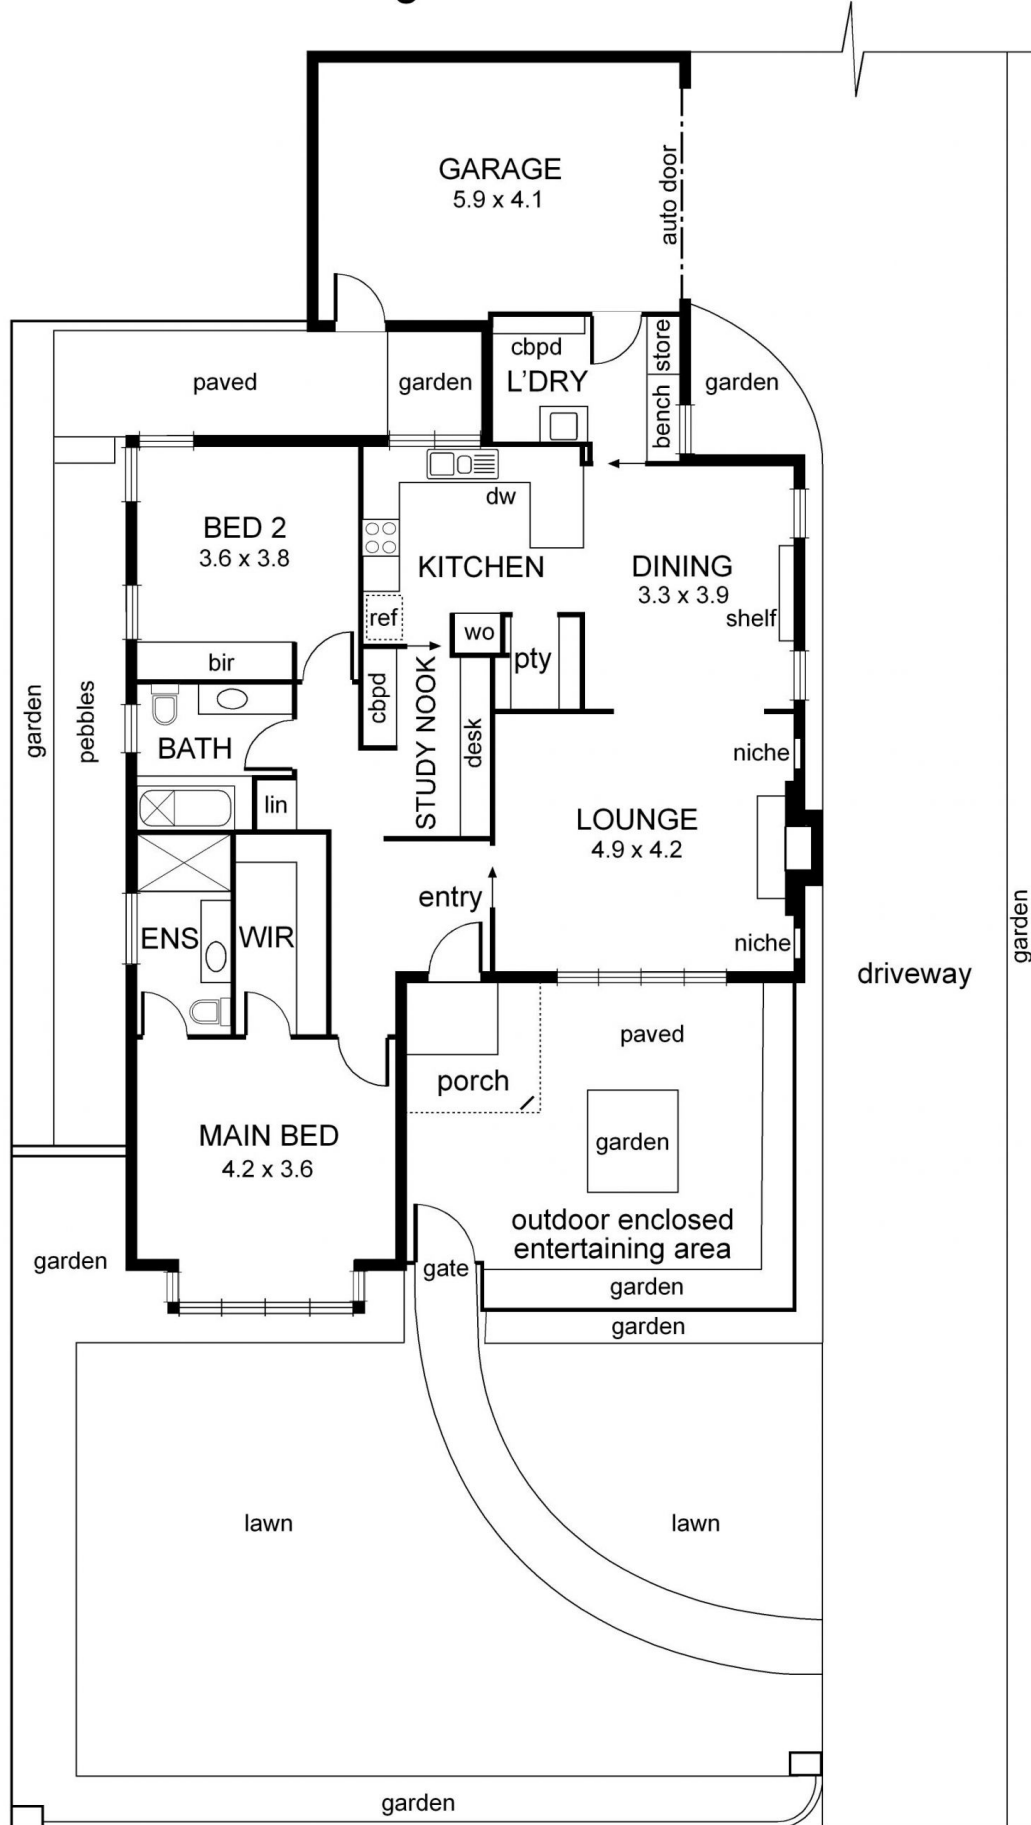 GARAGE
5.9 x 4.1
auto door
cbpd
store
L'DRY
bench
garden
paved
garden
dw
BED 2
3.6 x 3.8
KITCHEN
DINING
3.3 x 3.9
shelf
ref
wo
pty
bir
cbpd
STUDY NOOK
desk
garden
pebbles
BATH
lin
niche
LOUNGE
4.9 x 4.2
entry
ENS
WIR
niche
driveway
garden
paved
porch
MAIN BED
4.2 x 3.6
garden
outdoor enclosed
entertaining area
garden
gate
garden
garden
lawn
lawn
garden